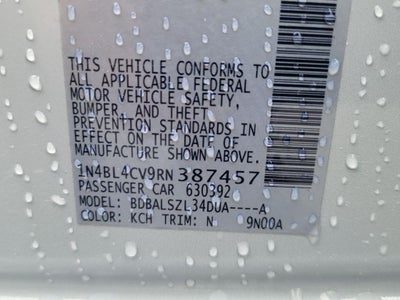 THIS VEHICLE CONFORMS TO
ALL APPLICABLE FEDERAL
MOTOR VEHICLE SAFETY,
BUMPER, AND THEFT
PREVENTION STANDARDS IN
EFFECT ON THE DATE OF
MANUFACTURE SHOWN ABOVE.
1N4BL4CV9RN387457
PASSENGER CAR 630392
MODEL: BDBALSZL34DUA----A
COLOR: KCH TRIM: N 9N00A